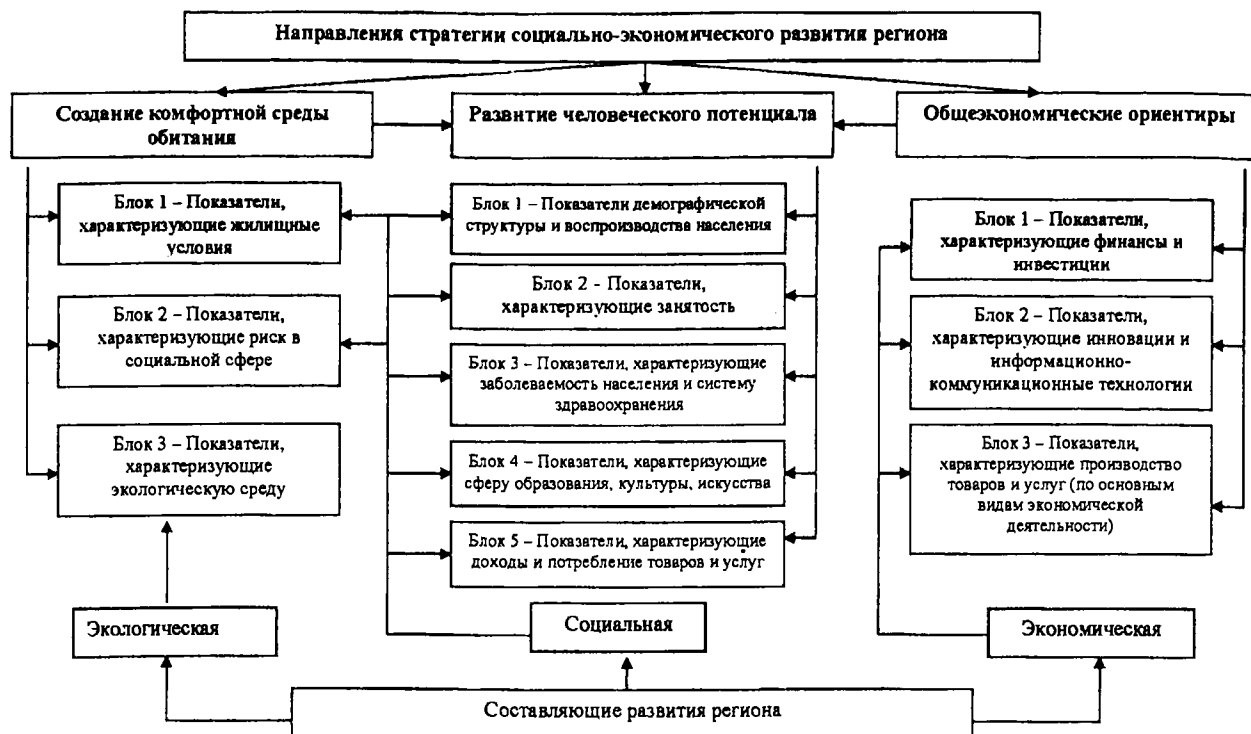 Направления стратегии социально-экономического развития региона
Создание комфортной среды
обитания
Развитие человеческого потенциала
Общеэкономические ориентиры
Блок 1 – Показатели,
характеризующие жилищные
условия
Блок 2 – Показатели,
характеризующие риск в
социальной сфере
Блок 3 – Показатели,
характеризующие
экологическую среду
Блок 1 – Показатели демографической
структуры и воспроизводства населения
Блок 2 – Показатели,
характеризующие занятость
Блок 3 – Показатели, характеризующие
заболеваемость населения и систему
здравоохранения
Блок 4 – Показатели, характеризующие
сферу образования, культуры, искусства
Блок 5 – Показатели, характеризующие
доходы и потребление товаров и услуг
Блок 1 – Показатели,
характеризующие финансы и
инвестиции
Блок 2 – Показатели,
характеризующие инновации и
информационно-
коммуникационные технологии
Блок 3 – Показатели,
характеризующие производство
товаров и услуг (по основным
видам экономической
деятельности)
Экологическая
Социальная
Экономическая
Составляющие развития региона